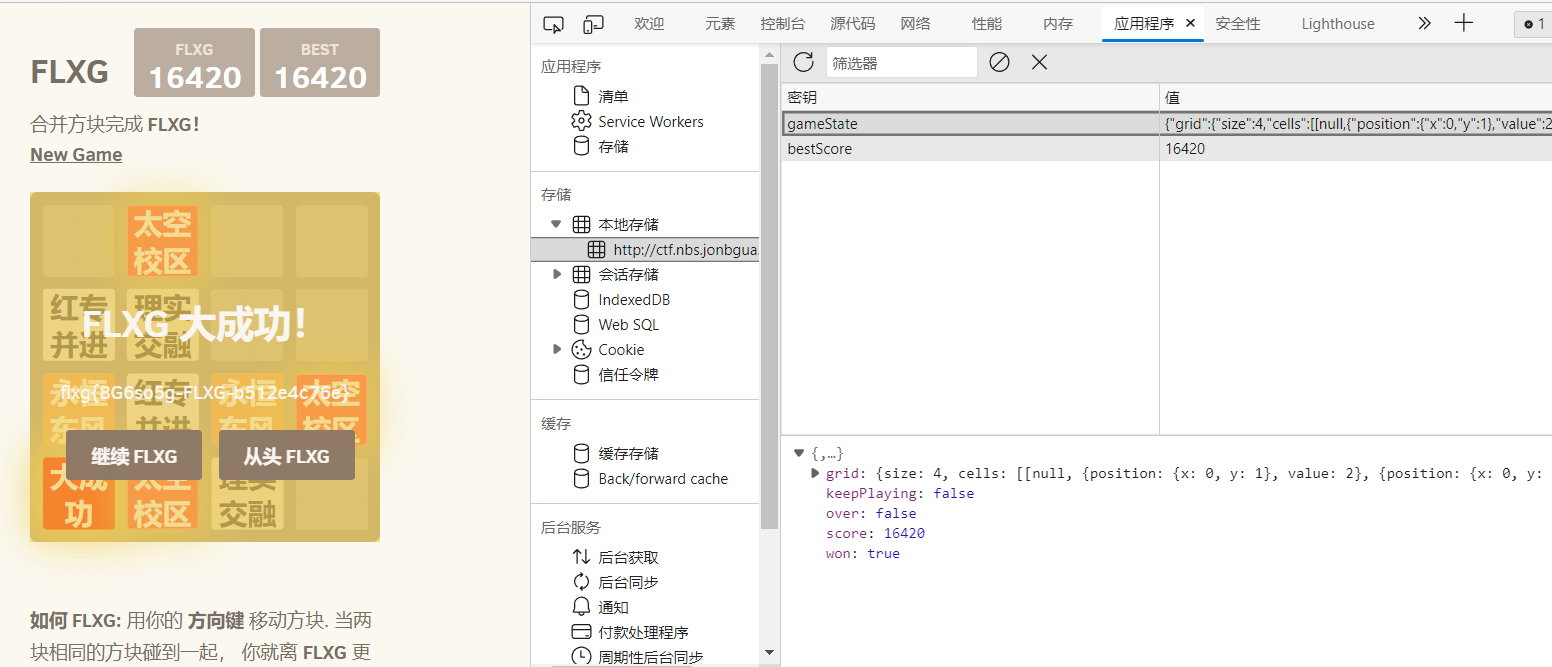 FLXG
FLXG
16420
BEST
16420
合并方块完成 FLXG!
New Game
太空
校区
红专
并进
理实
交融
FLXG 大成功!
永恒
东风
红专
并进
永恒
东风
太空
校区
flxg{8G6so5g-FLXG-b512e4c76e}
继续 FLXG
从头 FLXG
大成
功
太空
校区
理实
交融
如何 FLXG: 用你的 方向键 移动方块. 当两
块相同的方块碰到一起, 你就离 FLXG 更
欢迎
元素
控制台
源代码
网络
性能
内存
应用程序
安全性
Lighthouse
1
应用程序
清单
Service Workers
存储
存储
本地存储
http://ctf.nbs.jonbgua
会话存储
IndexedDB
Web SQL
Cookie
信任令牌
缓存
缓存存储
Back/forward cache
后台服务
后台获取
后台同步
通知
付款处理程序
周期性后台同步
筛选器
密钥 值
gameState {"grid":{"size":4,"cells":[[null,{"position":{"x":0,"y":1},"value":2
bestScore 16420
{,…}
grid: {size: 4, cells: [[null, {position: {x: 0, y: 1}, value: 2}, {position: {x: 0, y:
keepPlaying: false
over: false
score: 16420
won: true